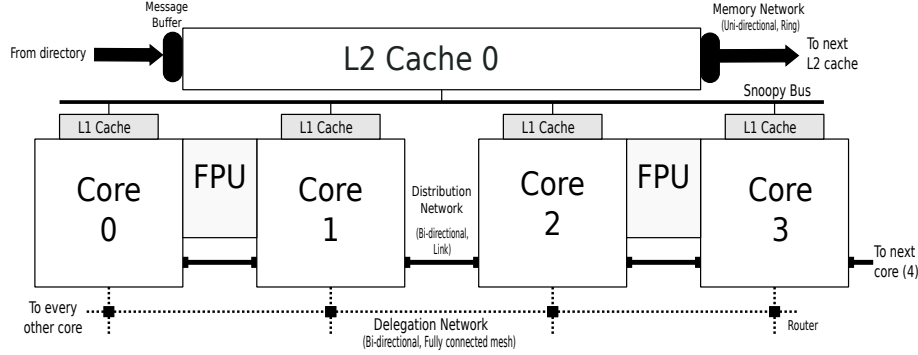 Message
Buffer
Memory Network
(Uni-directional, Ring)
From directory
L2 Cache 0
To next
L2 cache
Snoopy Bus
L1 Cache
L1 Cache
L1 Cache
L1 Cache
Core
0
FPU
Core
1
Distribution
Network
(Bi-directional,
Link)
Core
2
FPU
Core
3
To next
core (4)
To every
other core
Delegation Network
(Bi-directional, Fully connected mesh)
Router